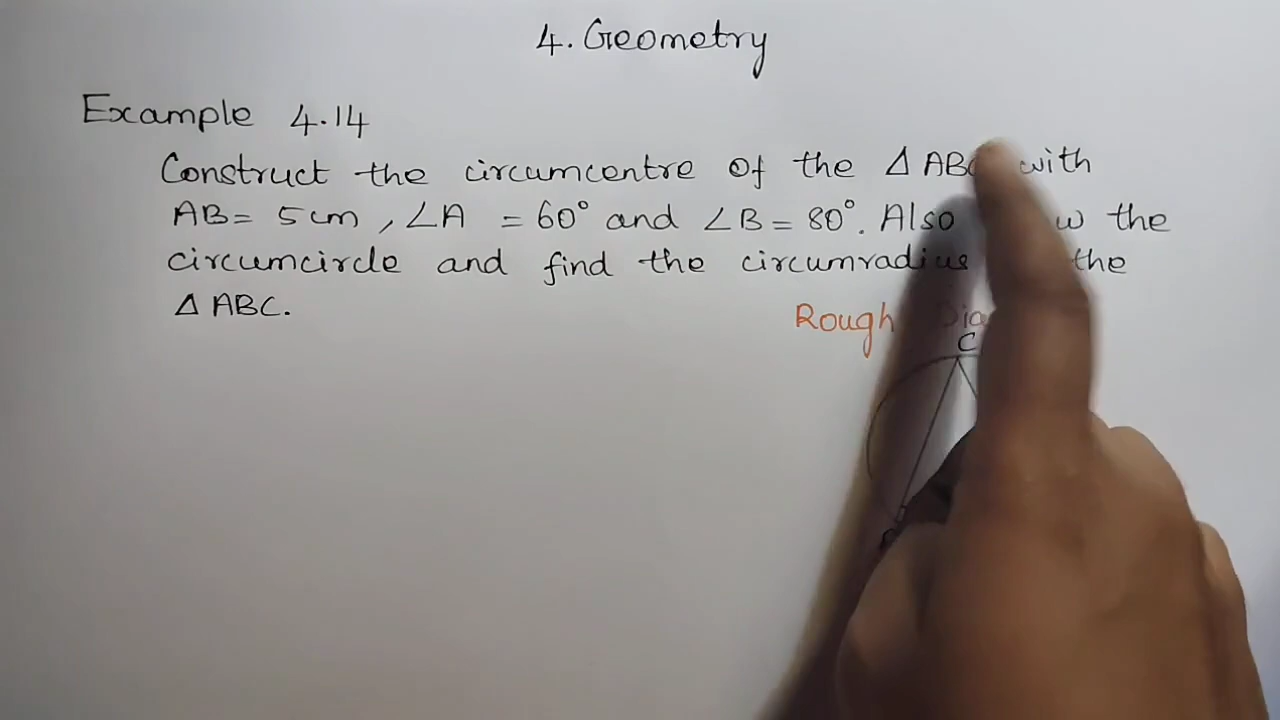 4. Geometry
Example 4.14
Construct the circumcentre of the Δ ABC with
AB = 5 cm, ∠A = 60° and ∠B = 80°. Also w the
circumcircle and find the circumradius the
Δ ABC.
Rough
C